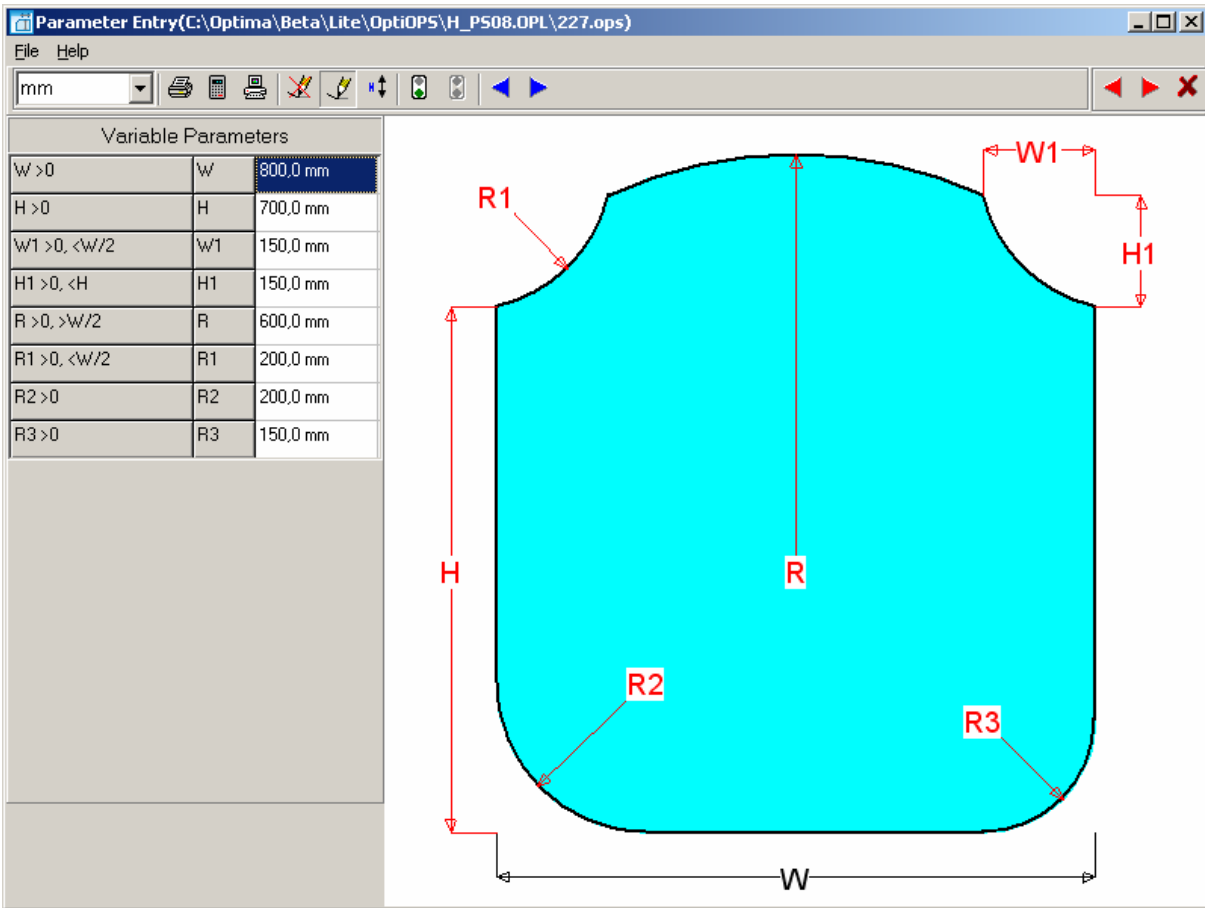 Parameter Entry(C:\Optima\Beta\Lite\OptiOPS\H_PS08.OPL\227.ops)
File Help
mm
Variable Parameters
W >0 W 800,0 mm
H >0 H 700,0 mm
W1 >0, <W/2 W1 150,0 mm
H1 >0, <H H1 150,0 mm
R >0, >W/2 R 600,0 mm
R1 >0, <W/2 R1 200,0 mm
R2 >0 R2 200,0 mm
R3 >0 R3 150,0 mm
W1
R1
H1
H
R
R2
R3
W